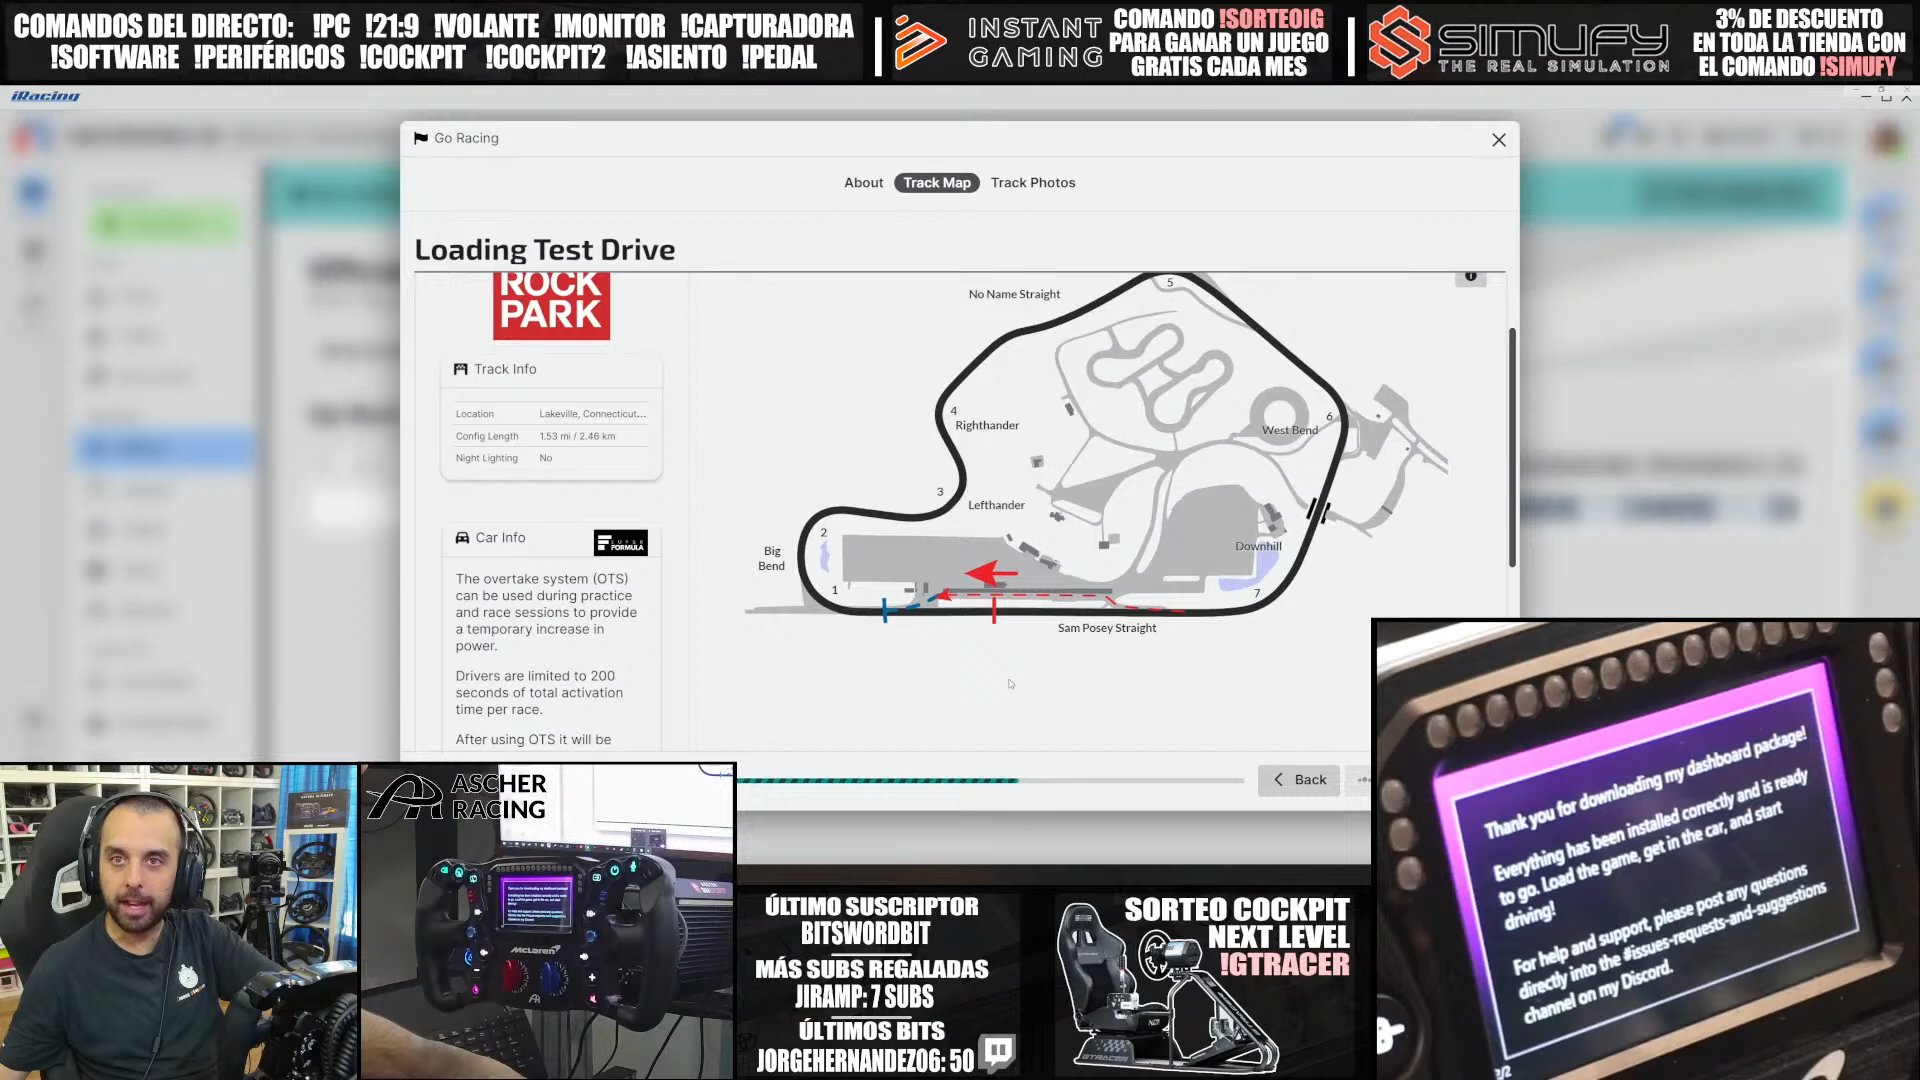 COMANDOS DEL DIRECTO: !PC !21:9 !VOLANTE !MONITOR !CAPTURADORA
!SOFTWARE !PERIFÉRICOS !COCKPIT !COCKPIT2 !ASIENTO !PEDAL
INSTANT
GAMING
COMANDO !SORTEOIG
PARA GANAR UN JUEGO
GRATIS CADA MES
SIMUFY
THE REAL SIMULATION
3% DE DESCUENTO
EN TODA LA TIENDA CON
EL COMANDO !SIMUFY
iRacing
Go Racing
About
Track Map
Track Photos
Loading Test Drive
ROCK
PARK
Track Info
Location Lakeville, Connecticut...
Config Length 1.53 mi / 2.46 km
Night Lighting No
Car Info
SUPER
FORMULA
The overtake system (OTS)
can be used during practice
and race sessions to provide
a temporary increase in
power.
Drivers are limited to 200
seconds of total activation
time per race.
After using OTS it will be
No Name Straight
5
4
Righthander
6
West Bend
3
Lefthander
2
Big
Bend
Downhill
1
7
Sam Posey Straight
Back
ASCHER
RACING
McLaren
ÚLTIMO SUSCRIPTOR
BITSWORDBIT
MÁS SUBS REGALADAS
JIRAMP: 7 SUBS
ÚLTIMOS BITS
JORGEHERNANDEZ06: 50
SORTEO COCKPIT
NEXT LEVEL
!GTRACER
GTRACER
Thank you for downloading my dashboard package!
Everything has been installed correctly and is ready
to go. Load the game, get in the car, and start
driving!
For help and support, please post any questions
directly into the #issues-requests-and-suggestions
channel on my Discord.
2/2